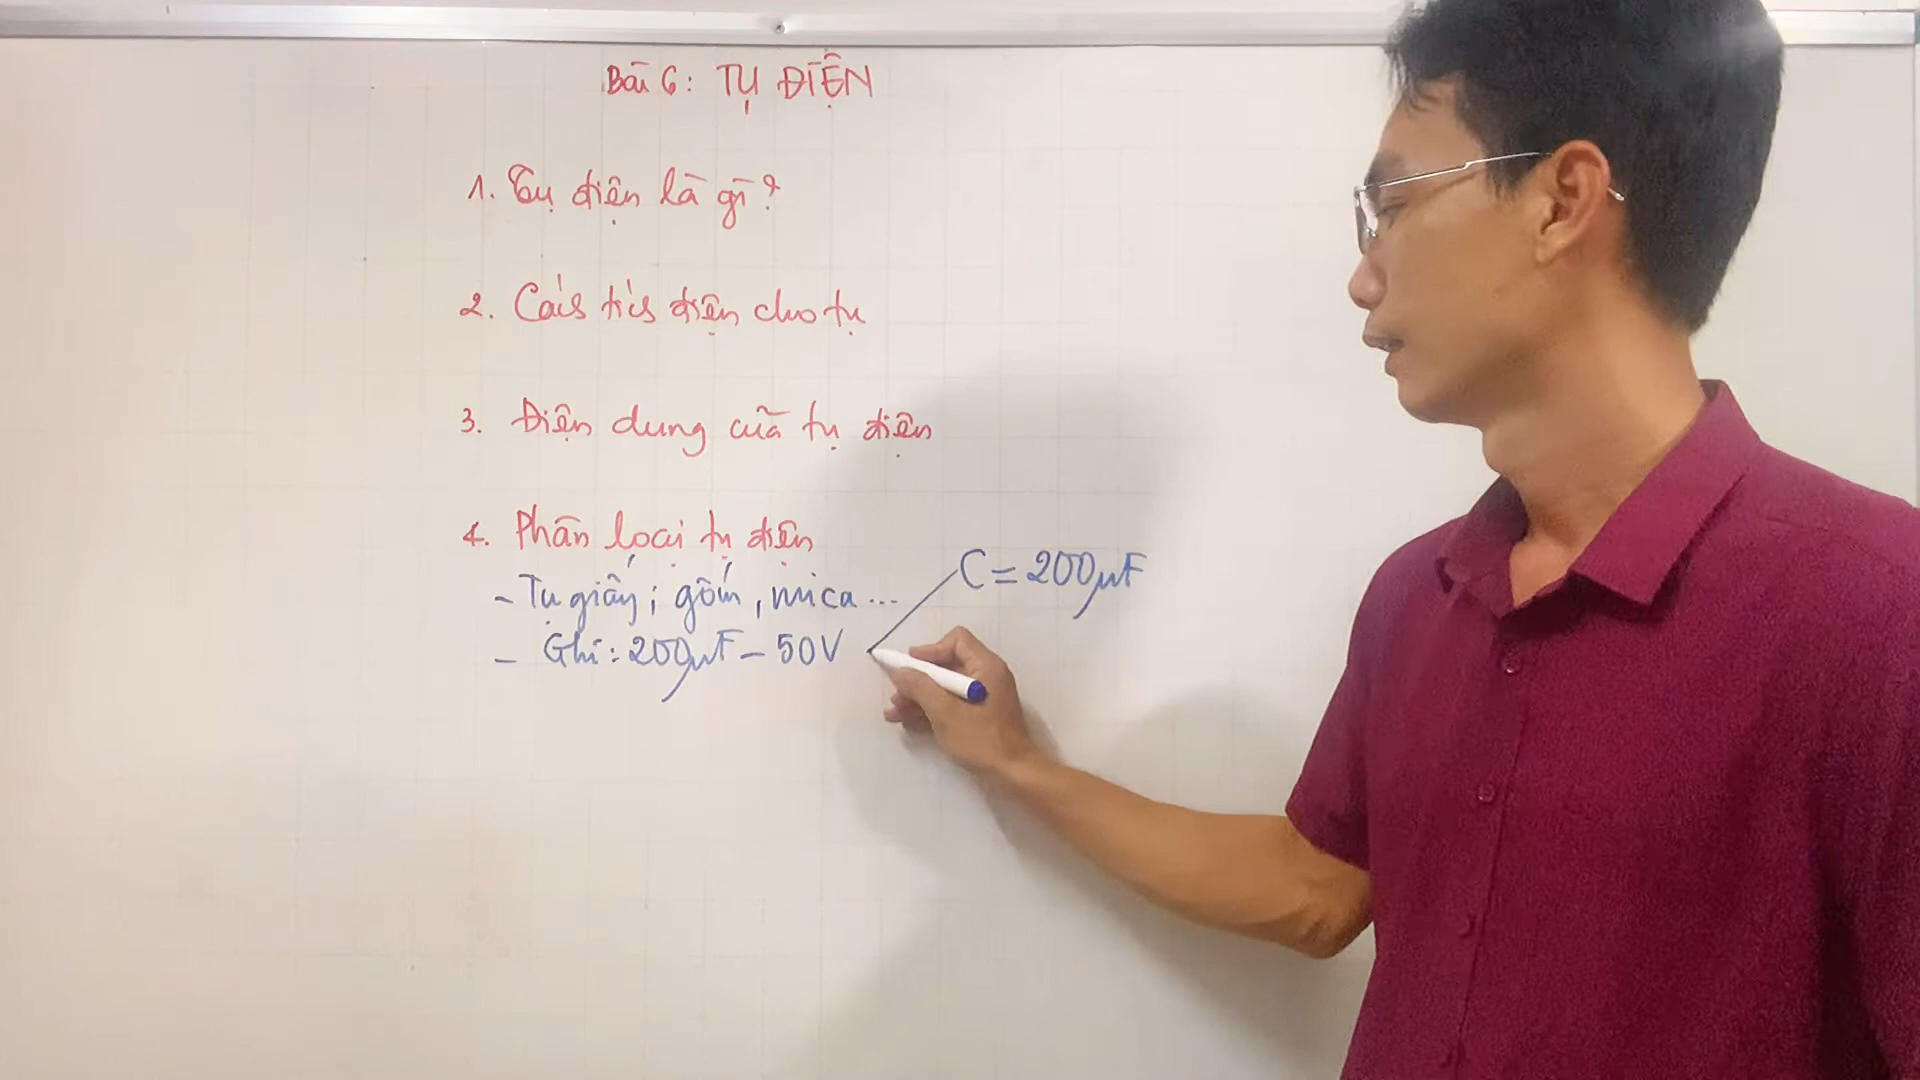 Bài 6: TỤ ĐIỆN
1. Tụ điện là gì?
2. Cách tích điện cho tụ
3. Điện dung của tụ điện
4. Phân loại tụ điện
- Tụ giấy; gốm, mica...
C = 200μF
- Ghi: 200μF - 50V